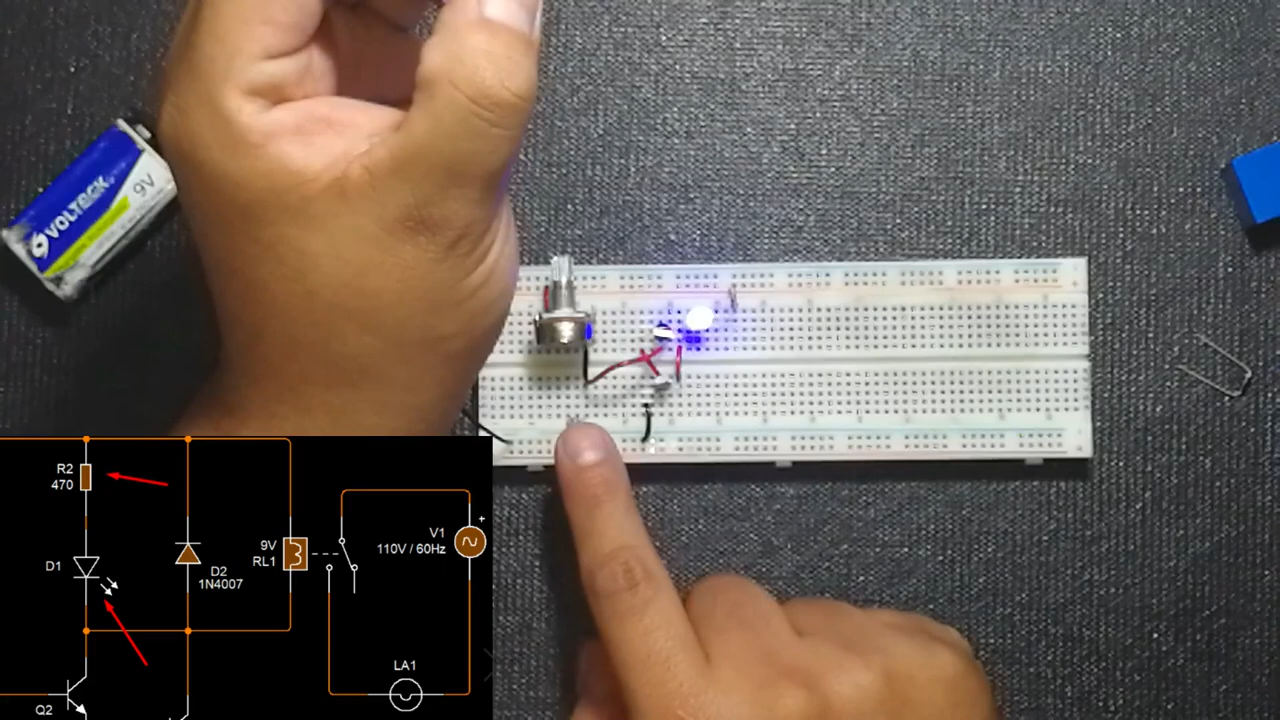 VOLTECK
9V
R2
470
D1
D2
1N4007
9V
RL1
V1
110V / 60Hz
+
LA1
Q2